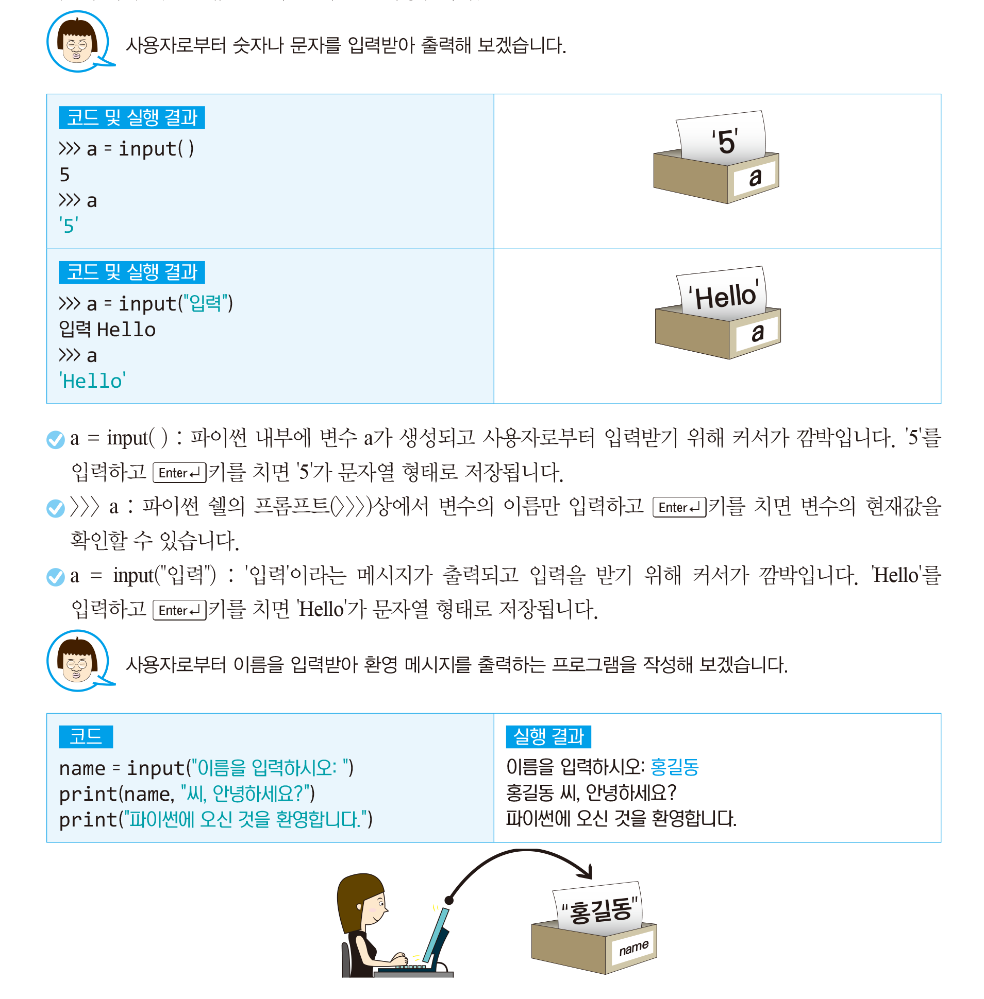 사용자로부터 숫자나 문자를 입력받아 출력해 보겠습니다.
코드 및 실행 결과
>>> a = input( )
5
>>> a
'5'
'5'
a
코드 및 실행 결과
>>> a = input("입력")
입력 Hello
>>> a
'Hello'
'Hello'
a
a = input( ) : 파이썬 내부에 변수 a가 생성되고 사용자로부터 입력받기 위해 커서가 깜박입니다. '5'를
입력하고 Enter↵키를 치면 '5'가 문자열 형태로 저장됩니다.
>>> a : 파이썬 쉘의 프롬프트(>>>)상에서 변수의 이름만 입력하고 Enter↵키를 치면 변수의 현재값을
확인할 수 있습니다.
a = input("입력") : '입력'이라는 메시지가 출력되고 입력을 받기 위해 커서가 깜박입니다. 'Hello'를
입력하고 Enter↵키를 치면 'Hello'가 문자열 형태로 저장됩니다.
사용자로부터 이름을 입력받아 환영 메시지를 출력하는 프로그램을 작성해 보겠습니다.
코드
name = input("이름을 입력하시오: ")
print(name, "씨, 안녕하세요?")
print("파이썬에 오신 것을 환영합니다.")
실행 결과
이름을 입력하시오: 홍길동
홍길동 씨, 안녕하세요?
파이썬에 오신 것을 환영합니다.
"홍길동"
name